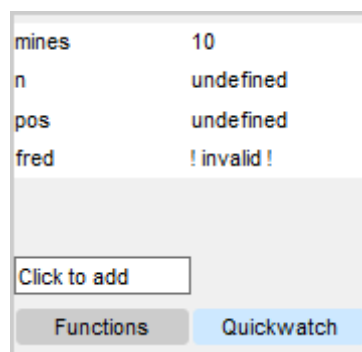 mines 10
n undefined
pos undefined
fred ! invalid !
Click to add
Functions Quickwatch